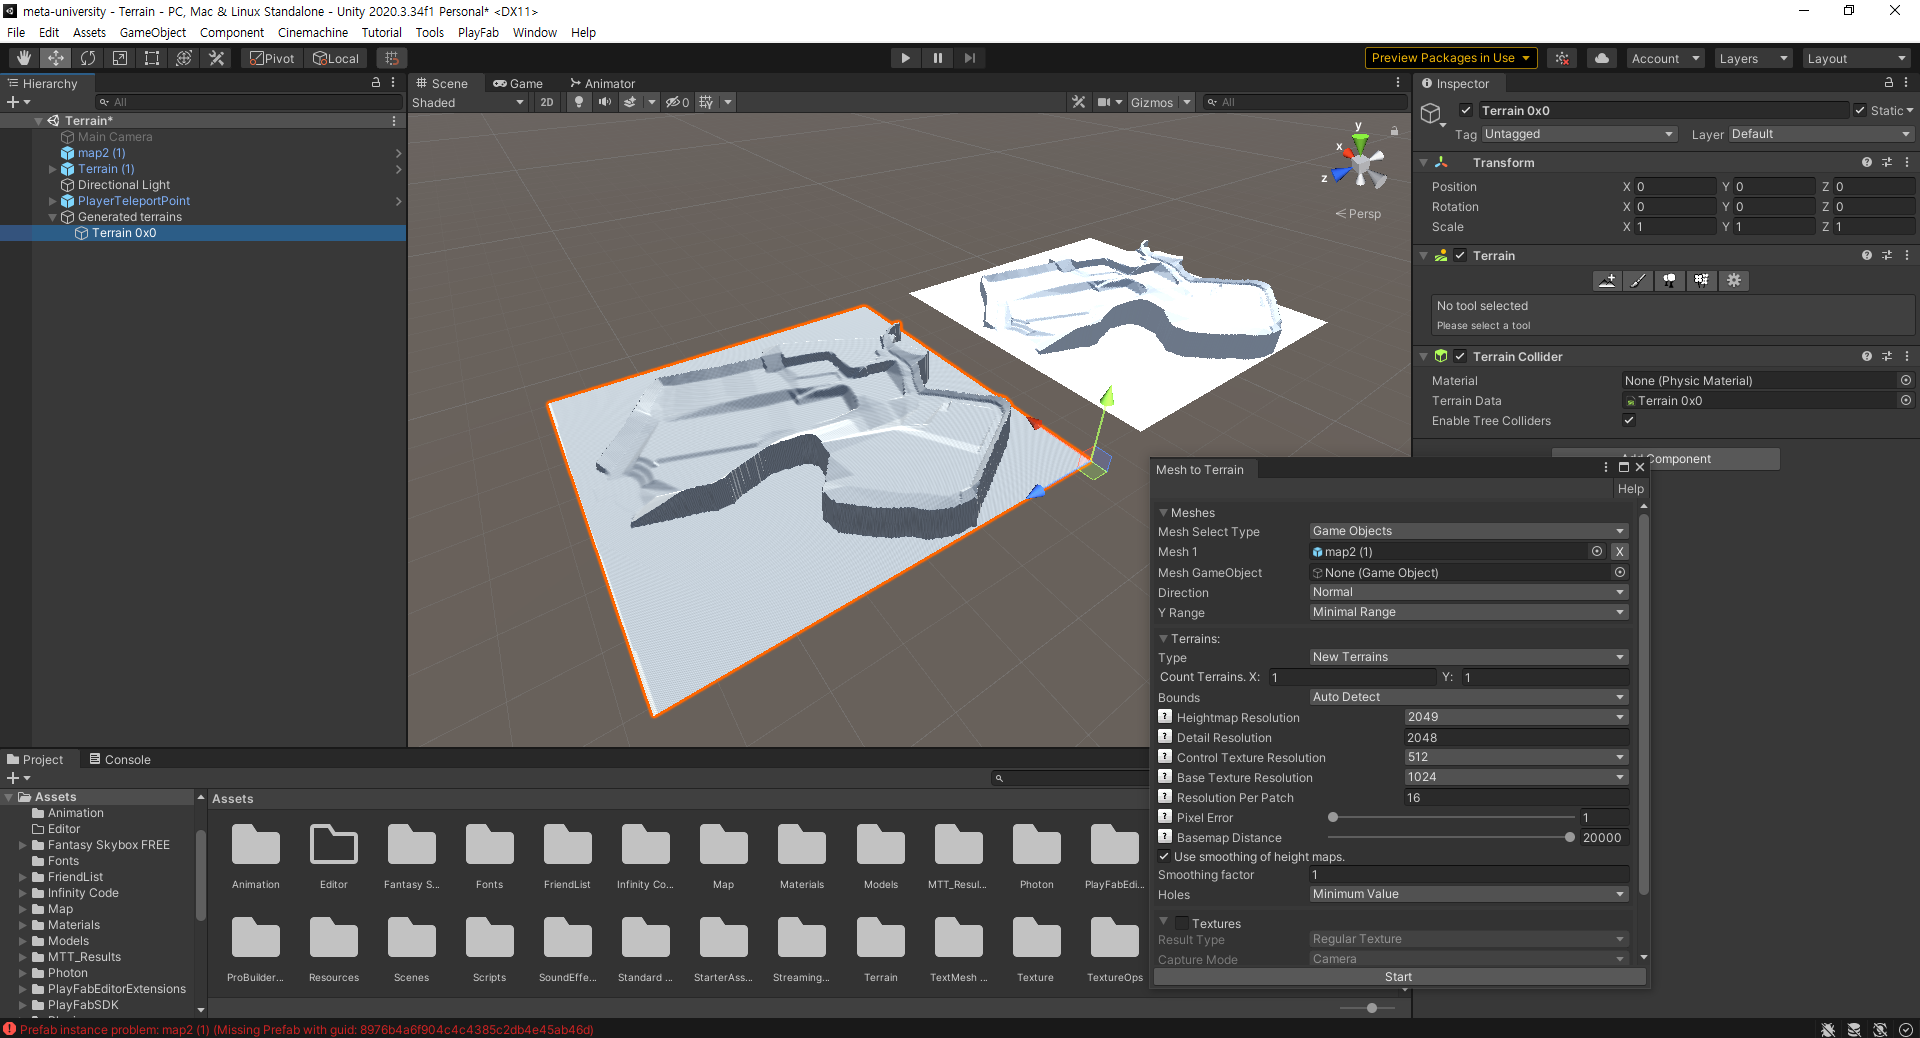 meta-university - Terrain - PC, Mac & Linux Standalone - Unity 2020.3.34f1 Personal* <DX11>
File Edit Assets GameObject Component Cinemachine Tutorial Tools PlayFab Window Help
Pivot Local Preview Packages in Use Account Layers Layout
Hierarchy
All
Terrain*
Main Camera
map2 (1)
Terrain (1)
Directional Light
PlayerTeleportPoint
Generated terrains
Terrain 0x0
Scene Game Animator
Shaded 2D 0 Gizmos All
y
x
z
Persp
Inspector
Terrain 0x0 Static
Tag Untagged Layer Default
Transform
Position X 0 Y 0 Z 0
Rotation X 0 Y 0 Z 0
Scale X 1 Y 1 Z 1
Terrain
No tool selected
Please select a tool
Terrain Collider
Material None (Physic Material)
Terrain Data Terrain 0x0
Enable Tree Colliders
Component
Mesh to Terrain
Help
Meshes
Mesh Select Type Game Objects
Mesh 1 map2 (1) X
Mesh GameObject None (Game Object)
Direction Normal
Y Range Minimal Range
Terrains:
Type New Terrains
Count Terrains. X: 1 Y: 1
Bounds Auto Detect
? Heightmap Resolution 2049
? Detail Resolution 2048
? Control Texture Resolution 512
? Base Texture Resolution 1024
? Resolution Per Patch 16
? Pixel Error 1
? Basemap Distance 20000
Use smoothing of height maps.
Smoothing factor 1
Holes Minimum Value
Textures
Result Type Regular Texture
Capture Mode Camera
Start
Project Console
Assets
Animation
Editor
Fantasy Skybox FREE
Fonts
FriendList
Infinity Code
Map
Materials
Models
MTT_Results
Photon
PlayFabEditorExtensions
PlayFabSDK
Assets
Animation Editor Fantasy S... Fonts FriendList Infinity Co... Map Materials Models MTT_Resul... Photon PlayFabEdi...
ProBuilder... Resources Scenes Scripts SoundEffe... Standard ... StarterAss... Streaming... Terrain TextMesh ... Texture TextureOps
Prefab instance problem: map2 (1) (Missing Prefab with guid: 8976b4a6f904c4c4385c2db4e45ab46d)